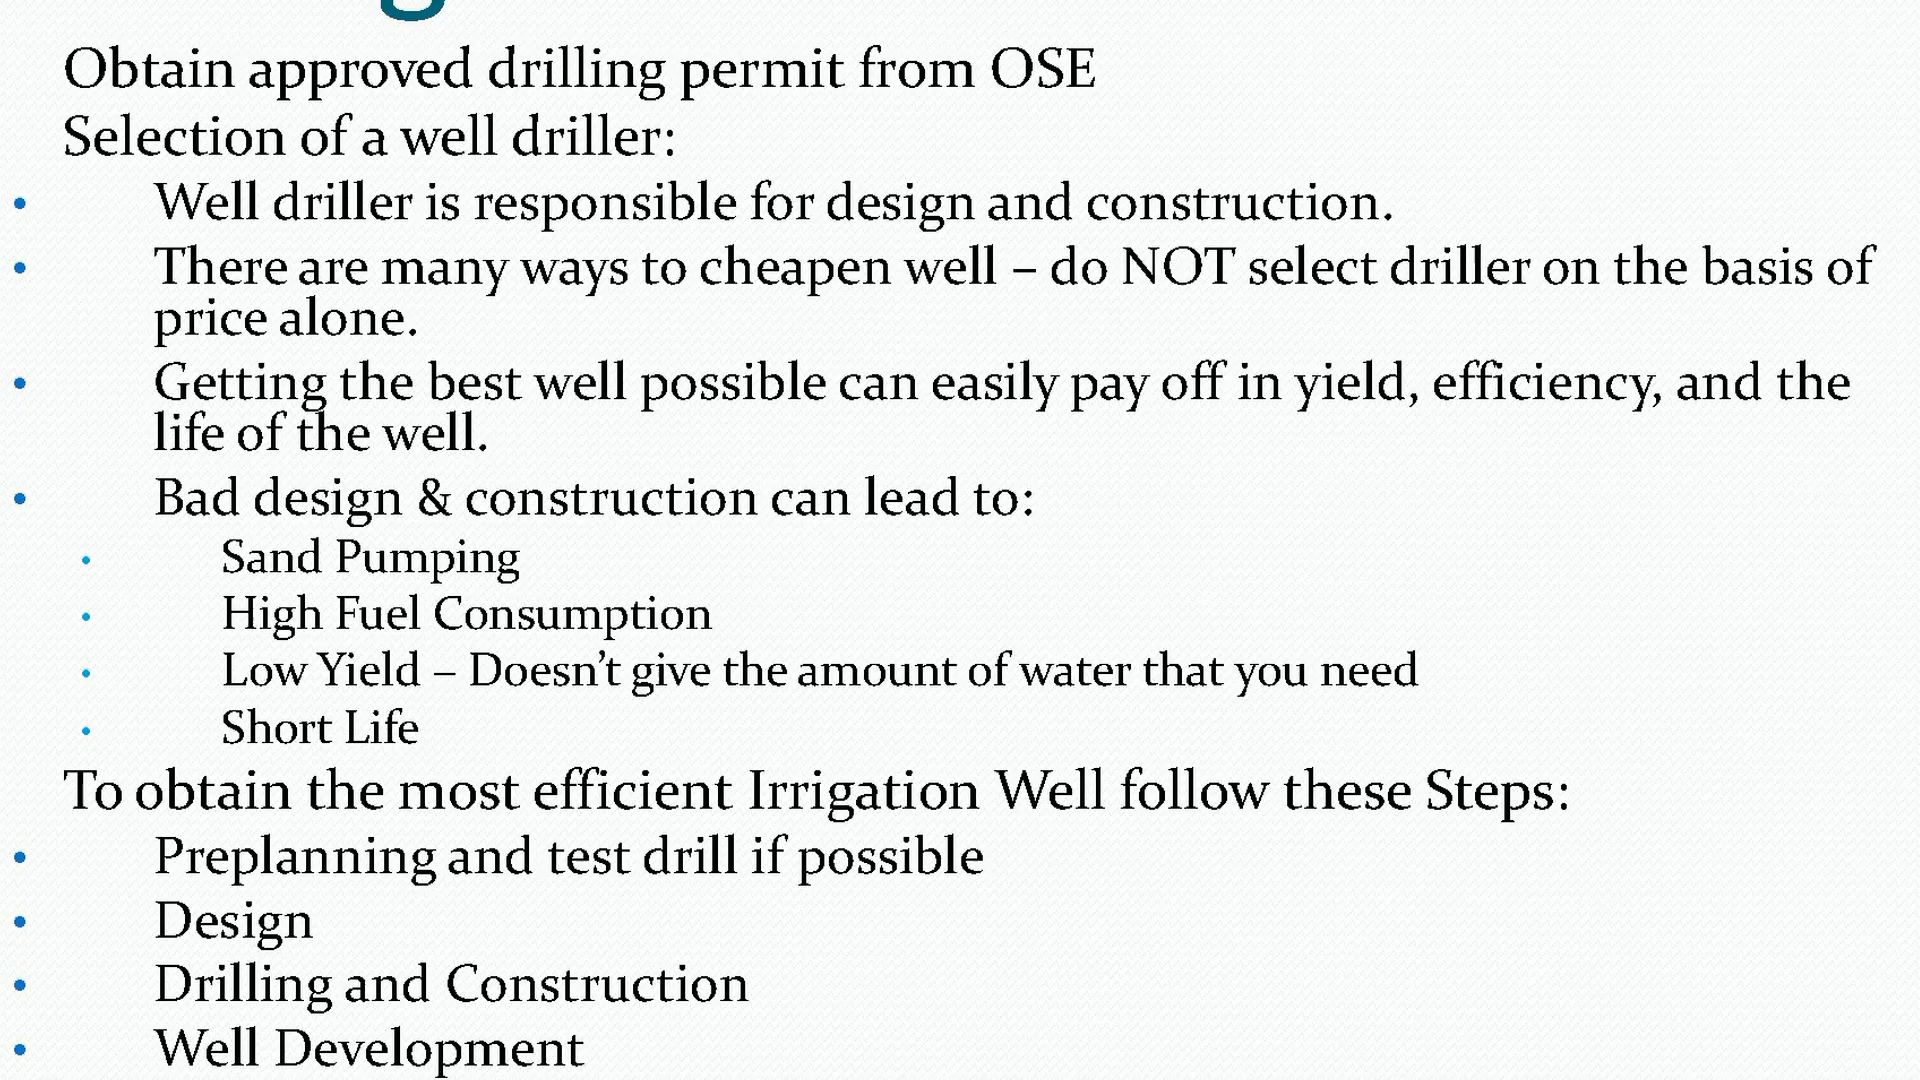 Obtain approved drilling permit from OSE
Selection of a well driller:
• Well driller is responsible for design and construction.
• There are many ways to cheapen well – do NOT select driller on the basis of
price alone.
• Getting the best well possible can easily pay off in yield, efficiency, and the
life of the well.
• Bad design & construction can lead to:
• Sand Pumping
• High Fuel Consumption
• Low Yield – Doesn’t give the amount of water that you need
• Short Life
To obtain the most efficient Irrigation Well follow these Steps:
• Preplanning and test drill if possible
• Design
• Drilling and Construction
• Well Development